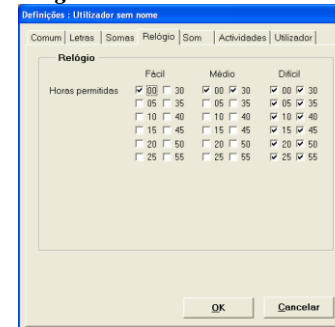 Definições : Utilizador sem nome
Comum Letras Somas Relógio Som Actividades Utilizador
Relógio
Fácil Médio Difícil
Horas permitidas 00 30 00 30 00 30
05 35 05 35 05 35
10 40 10 40 10 40
15 45 15 45 15 45
20 50 20 50 20 50
25 55 25 55 25 55
OK Cancelar